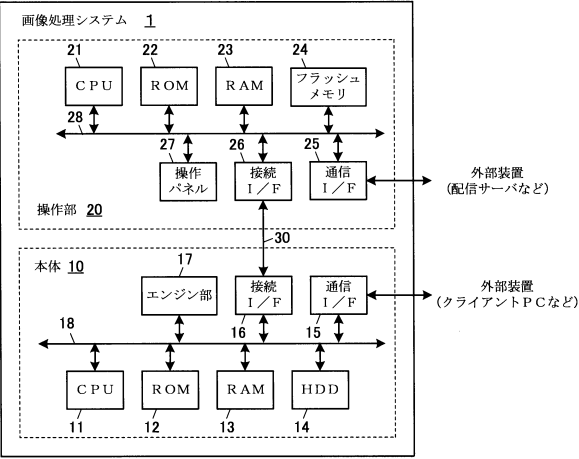 画像処理システム 1
21 22 23 24
CPU ROM RAM フラッシュ
メモリ
28
27 26 25
操作 接続 通信
パネル I/F I/F
外部装置
(配信サーバなど)
操作部 20
30
本体 10
17
エンジン部 接続 通信
I/F I/F
外部装置
(クライアントPCなど)
16 15
18
CPU ROM RAM HDD
11 12 13 14